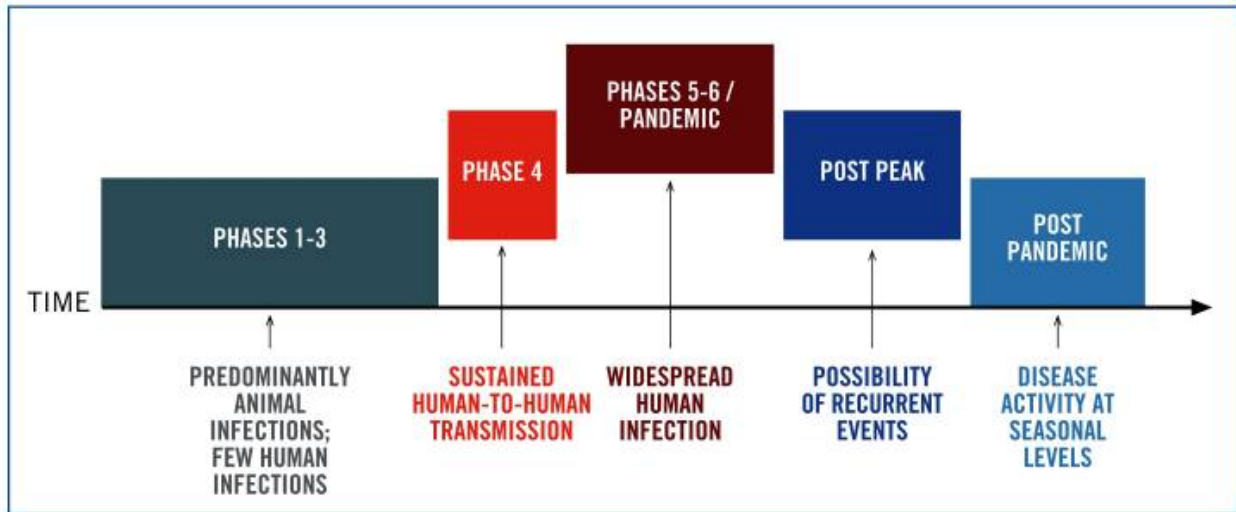 PHASES 5-6 /
PANDEMIC
PHASE 4
POST PEAK
PHASES 1-3
POST
PANDEMIC
TIME
PREDOMINANTLY
ANIMAL
INFECTIONS;
FEW HUMAN
INFECTIONS
SUSTAINED
HUMAN-TO-HUMAN
TRANSMISSION
WIDESPREAD
HUMAN
INFECTION
POSSIBILITY
OF RECURRENT
EVENTS
DISEASE
ACTIVITY AT
SEASONAL
LEVELS